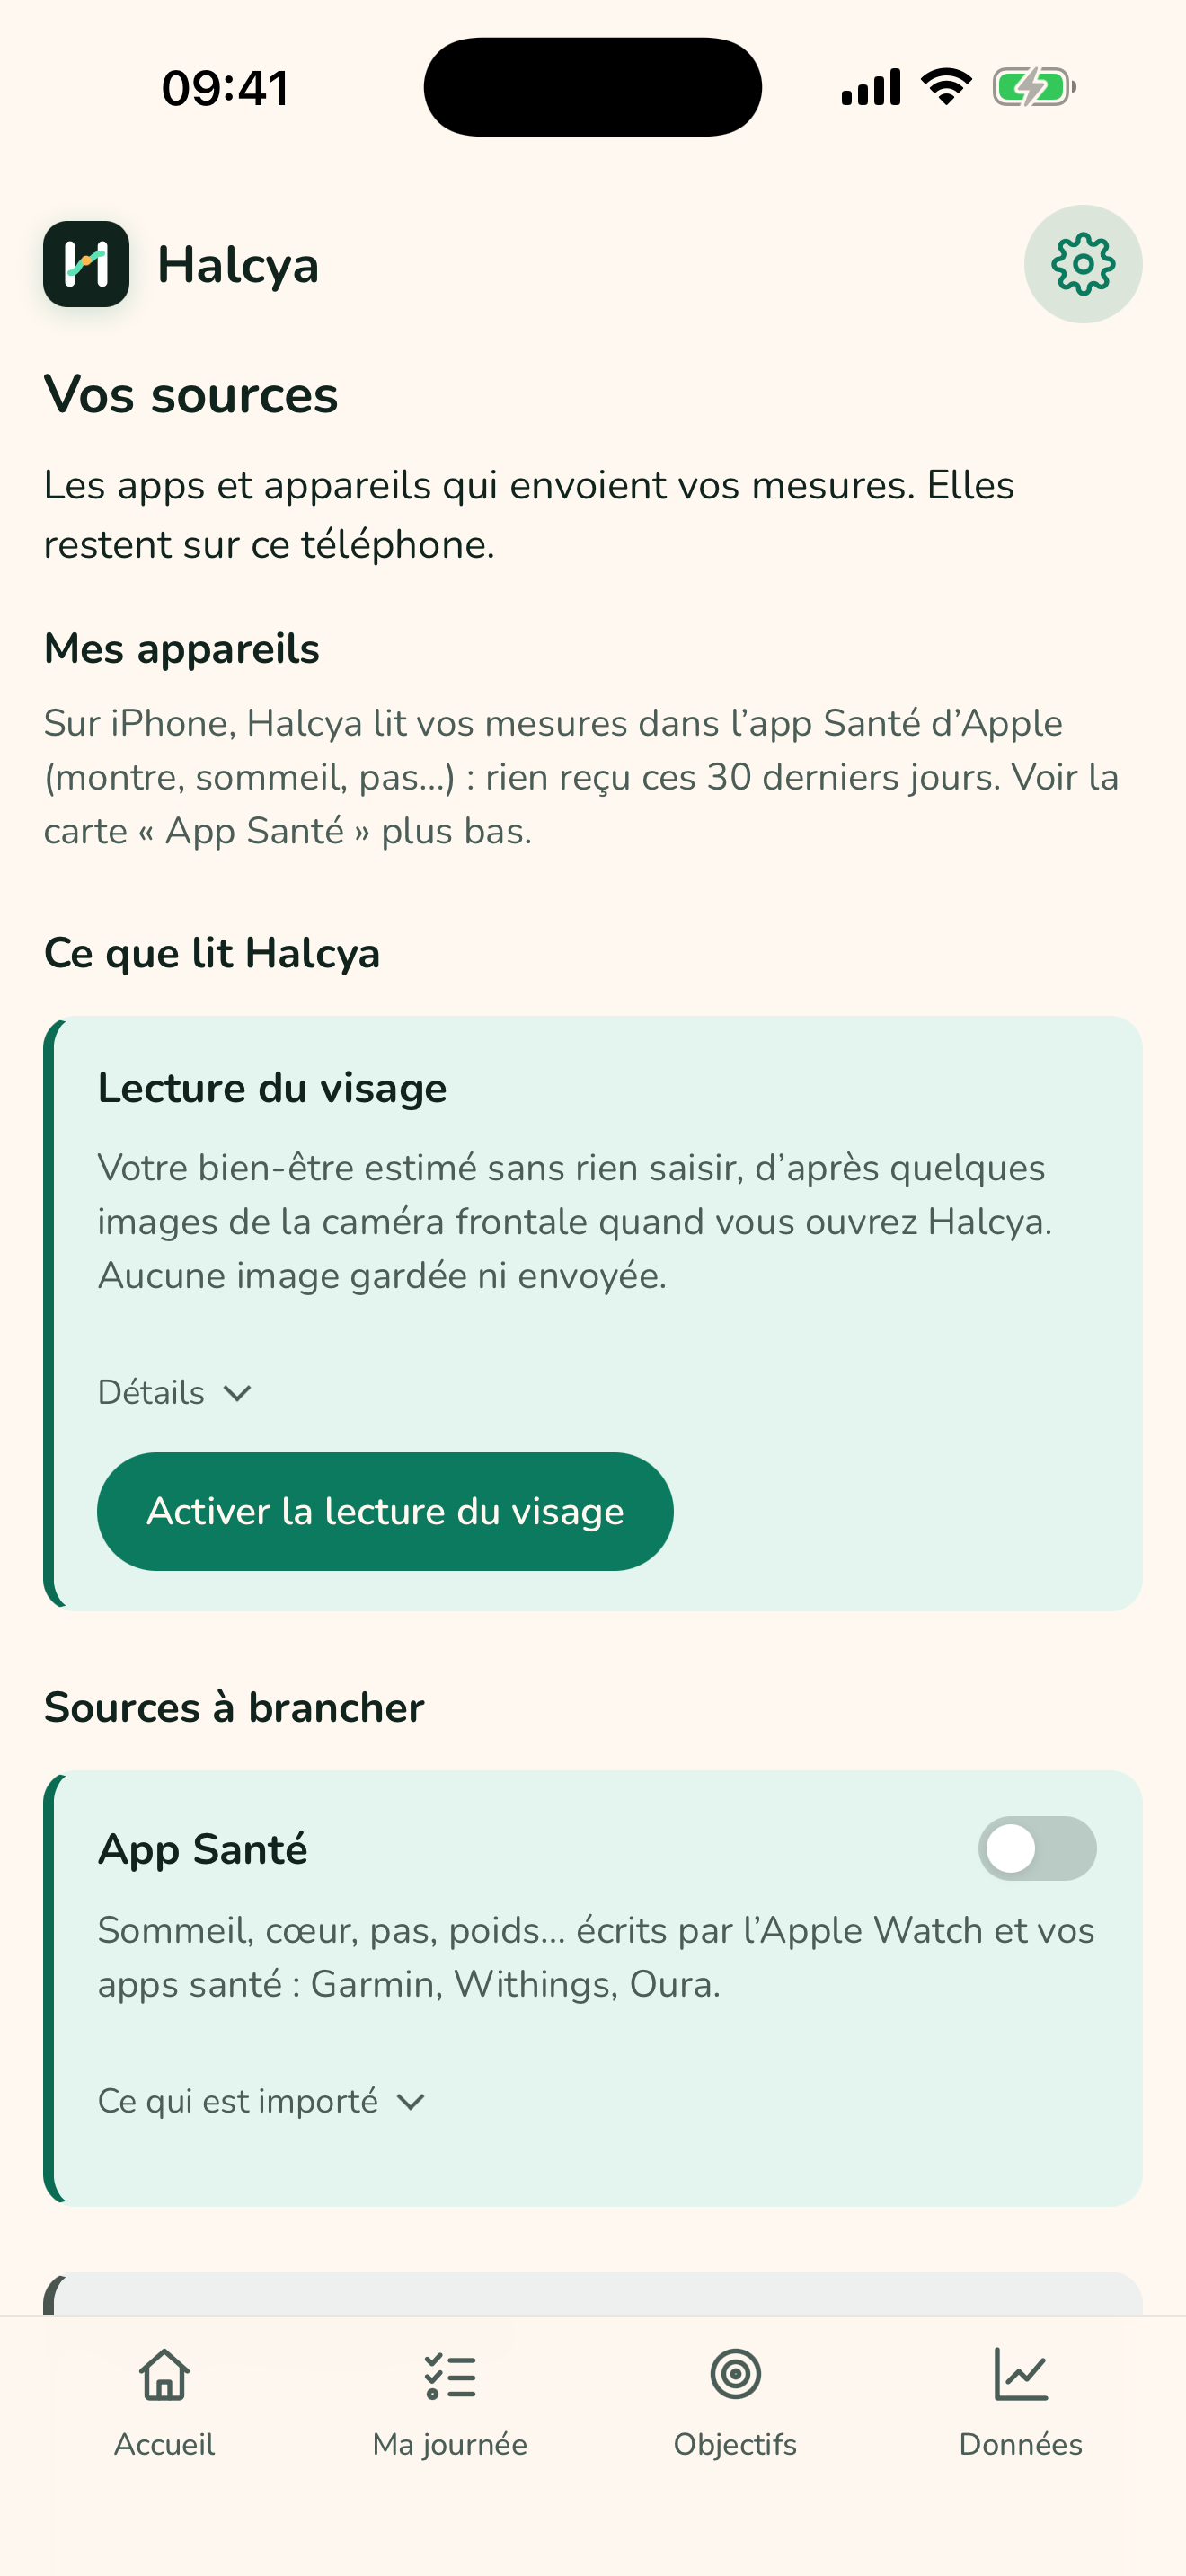 09:41
Halcya
Vos sources
Les apps et appareils qui envoient vos mesures. Elles
restent sur ce téléphone.
Mes appareils
Sur iPhone, Halcya lit vos mesures dans l’app Santé d’Apple
(montre, sommeil, pas…) : rien reçu ces 30 derniers jours. Voir la
carte « App Santé » plus bas.
Ce que lit Halcya
Lecture du visage
Votre bien-être estimé sans rien saisir, d’après quelques
images de la caméra frontale quand vous ouvrez Halcya.
Aucune image gardée ni envoyée.
Détails
Activer la lecture du visage
Sources à brancher
App Santé
Sommeil, cœur, pas, poids… écrits par l’Apple Watch et vos
apps santé : Garmin, Withings, Oura.
Ce qui est importé
Accueil
Ma journée
Objectifs
Données